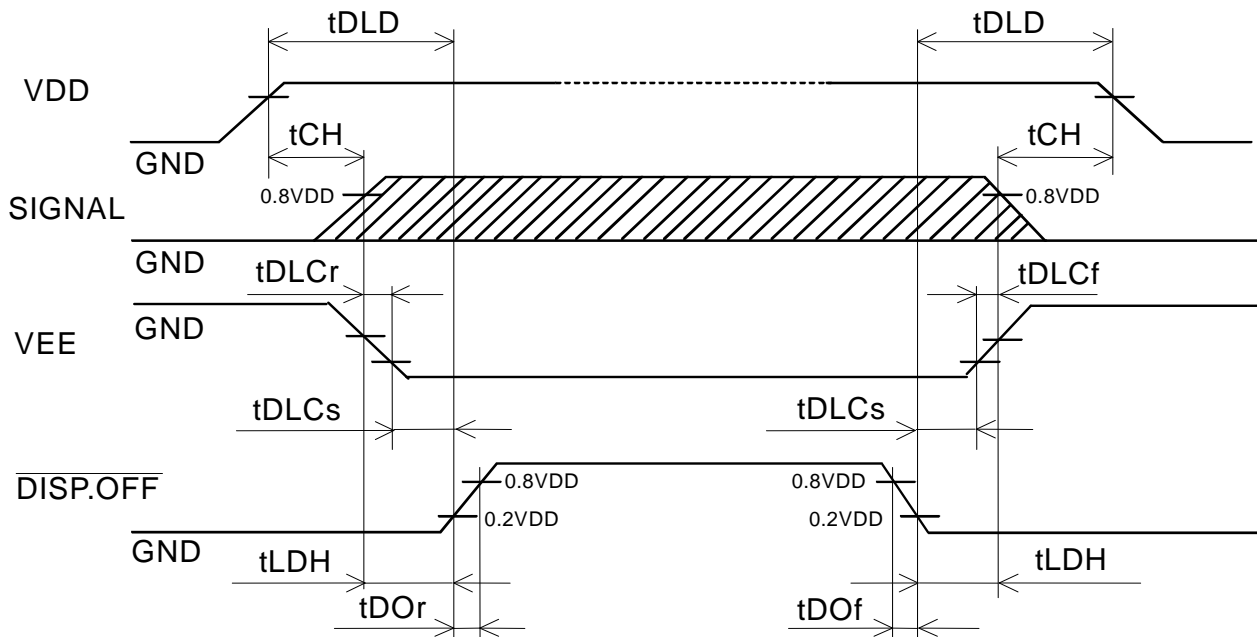 tDLD tDLD
VDD
tCH tCH
GND
0.8VDD 0.8VDD
SIGNAL
GND
tDLCr tDLCf
GND
VEE
tDLCs tDLCs
DISP.OFF
0.8VDD 0.8VDD
0.2VDD 0.2VDD
GND
tLDH tLDH
tDOr tDOf